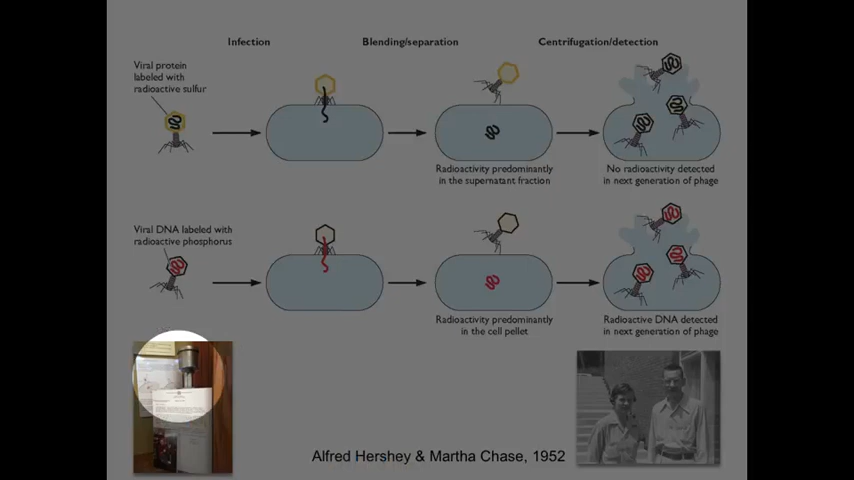 Infection
Blending/separation
Centrifugation/detection
Viral protein
labeled with
radioactive sulfur
Radioactivity predominantly
in the supernatant fraction
No radioactivity detected
in next generation of phage
Viral DNA labeled with
radioactive phosphorus
Radioactivity predominantly
in the cell pellet
Radioactive DNA detected
in next generation of phage
Alfred Hershey & Martha Chase, 1952